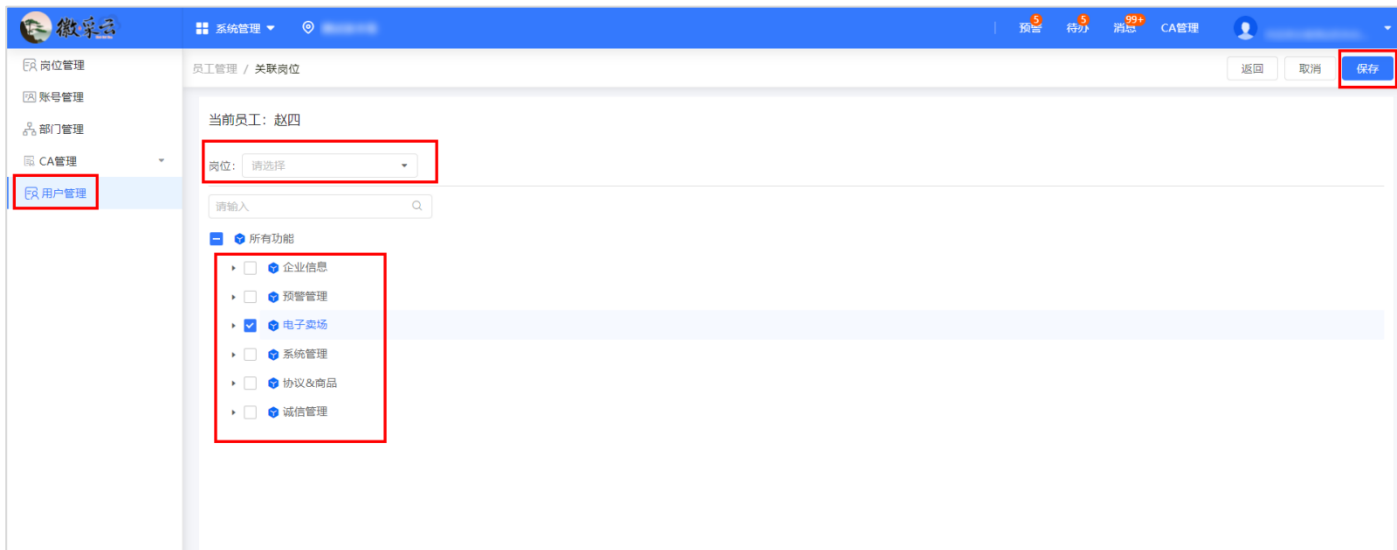 徽采云
系统管理
预警 5
待办 5
消息 99+
CA管理
岗位管理
账号管理
部门管理
CA管理
用户管理
员工管理 / 关联岗位
返回
取消
保存
当前员工：赵四
岗位： 请选择
请输入
所有功能
企业信息
预警管理
电子卖场
系统管理
协议&商品
诚信管理